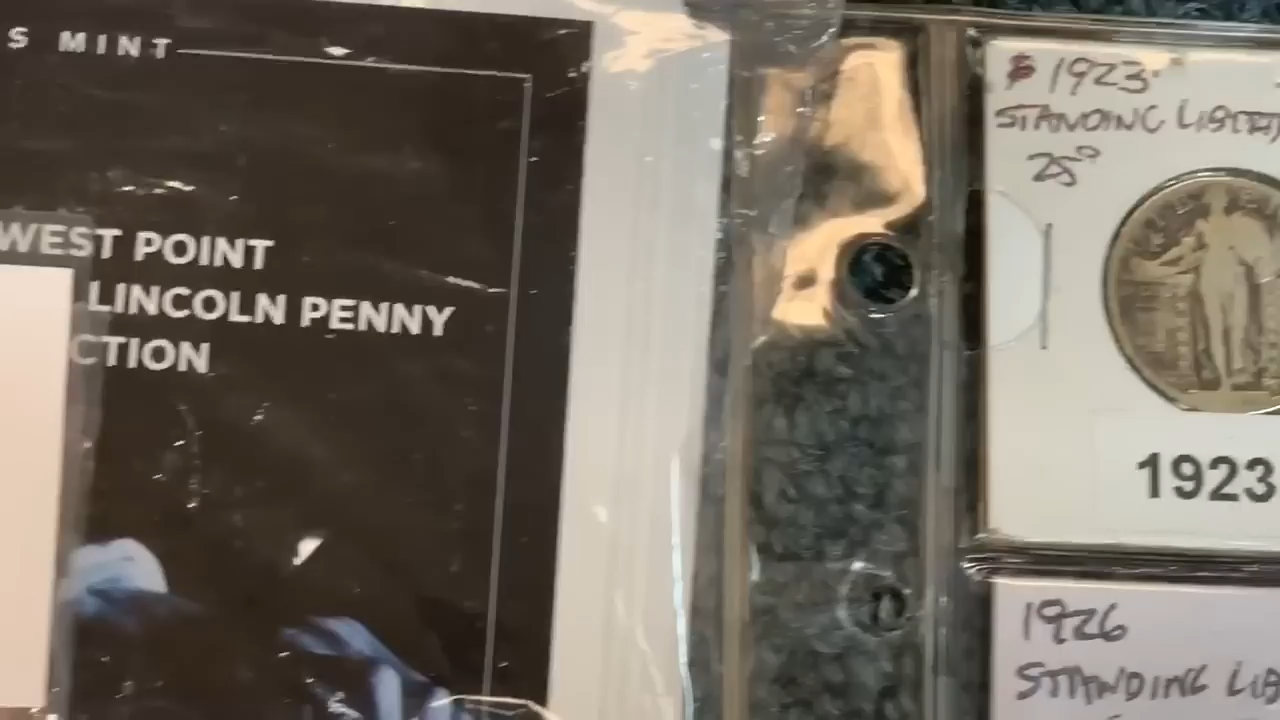 S MINT
WEST POINT
LINCOLN PENNY
CTION
$ 1923
STANDING LIBERTY
25¢
1923
1926
STANDING LIB